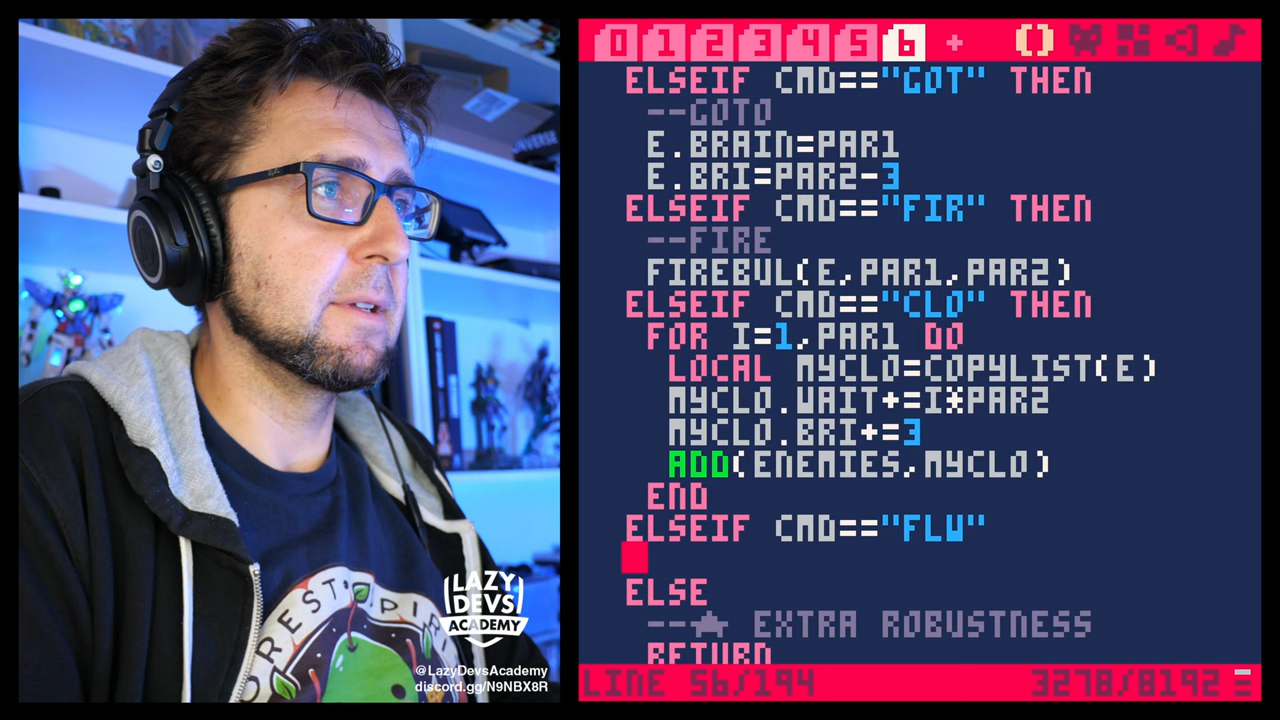 0 1 2 3 4 5 6 + ()
ELSEIF CMD=="GOT" THEN
--GOTO
E.BRAIN=PAR1
E.BRI=PAR2-3
ELSEIF CMD=="FIR" THEN
--FIRE
FIREBUL(E,PAR1,PAR2)
ELSEIF CMD=="CLO" THEN
FOR I=1,PAR1 DO
LOCAL MYCLO=COPYLIST(E)
MYCLO.WAIT+=I*PAR2
MYCLO.BRI+=3
ADD(ENEMIES,MYCLO)
END
ELSEIF CMD=="FLW"
ELSE
-- EXTRA ROBUSTNESS
RETURN
LINE 56/194
3278/8192
LAZY
DEVS
ACADEMY
@LazyDevsAcademy
discord.gg/N9NBX8R